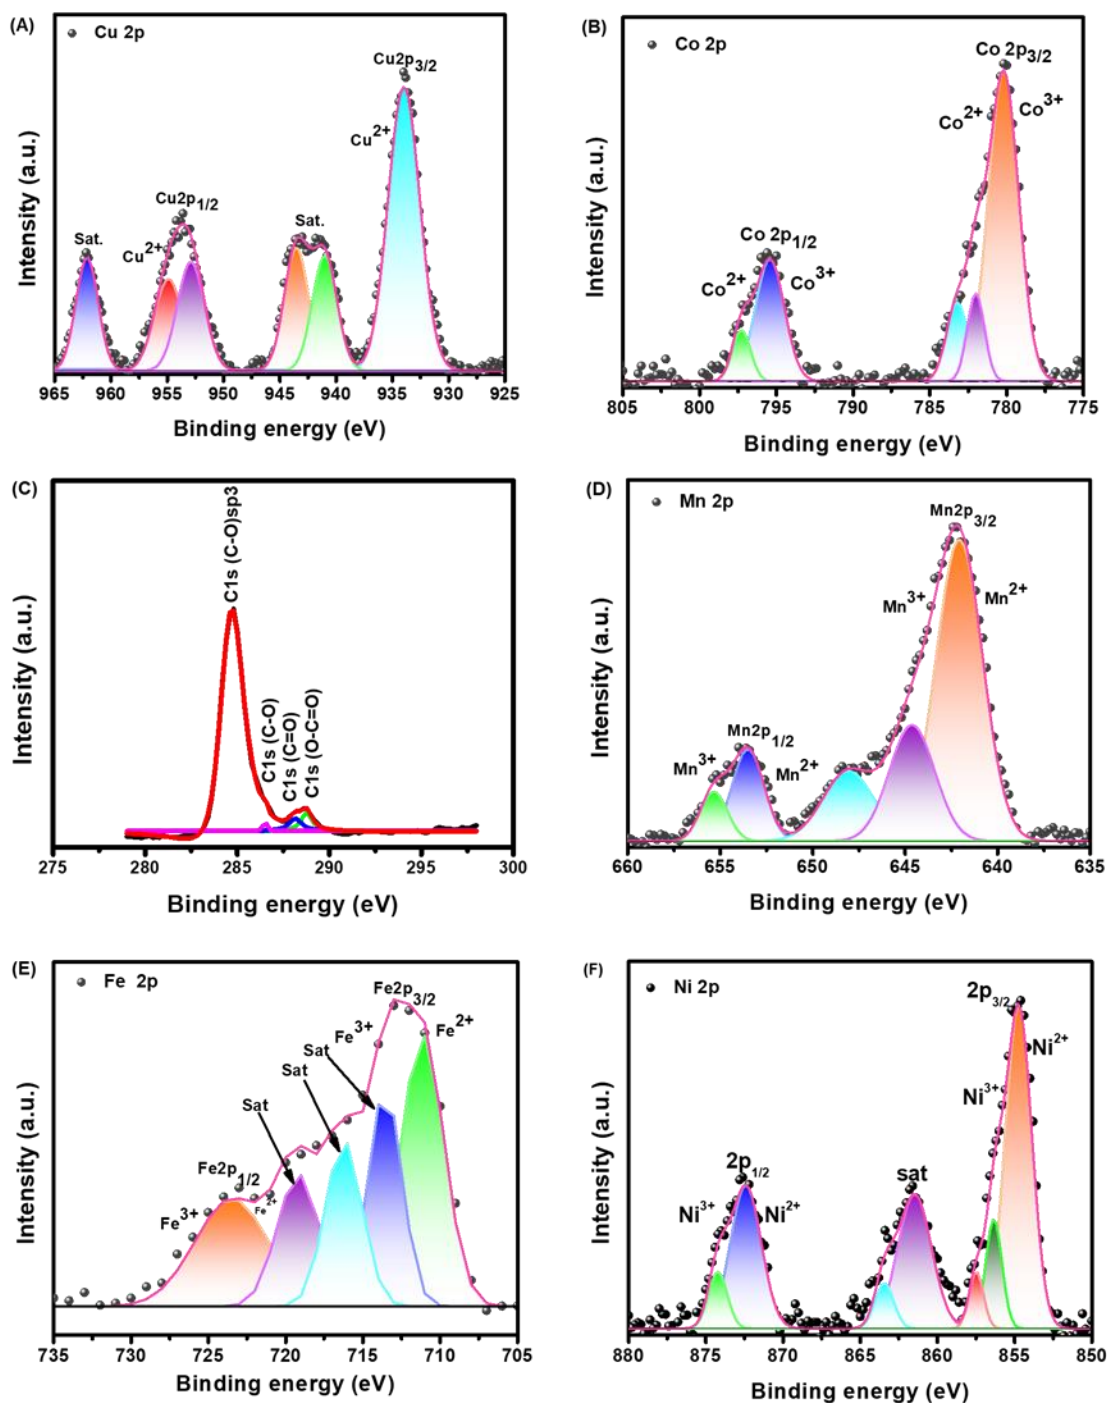 (A)
Cu 2p
Cu2p3/2
Cu2+
Cu2p1/2
Sat.
Sat.
Cu2+
Intensity (a.u.)
965 960 955 950 945 940 935 930 925
Binding energy (eV)
(B)
Co 2p
Co 2p3/2
Co2+
Co3+
Co 2p1/2
Co2+
Co3+
Intensity (a.u.)
805 800 795 790 785 780 775
Binding energy (eV)
(C)
C1s (C-O)sp3
C1s (C-O)
C1s (C=O)
C1s (O-C=O)
Intensity (a.u.)
275 280 285 290 295 300
Binding energy (eV)
(D)
Mn 2p
Mn2p3/2
Mn3+
Mn2+
Mn2p1/2
Mn3+
Mn2+
Intensity (a.u.)
660 655 650 645 640 635
Binding energy (eV)
(E)
Fe 2p
Fe2p3/2
Fe3+
Fe2+
Sat
Sat
Sat
Fe2p1/2
Fe2+
Fe3+
Intensity (a.u.)
735 730 725 720 715 710 705
Binding energy (eV)
(F)
Ni 2p
2p3/2
Ni2+
Ni3+
2p1/2
sat
Ni3+
Ni2+
Intensity (a.u.)
880 875 870 865 860 855 850
Binding energy (eV)